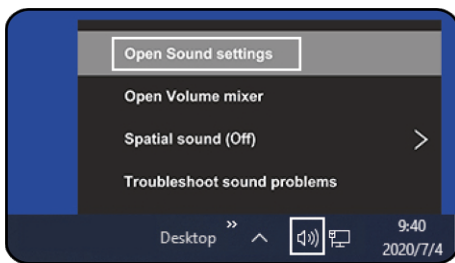 Open Sound settings
Open Volume mixer
Spatial sound (Off)
Troubleshoot sound problems
Desktop
9:40
2020/7/4